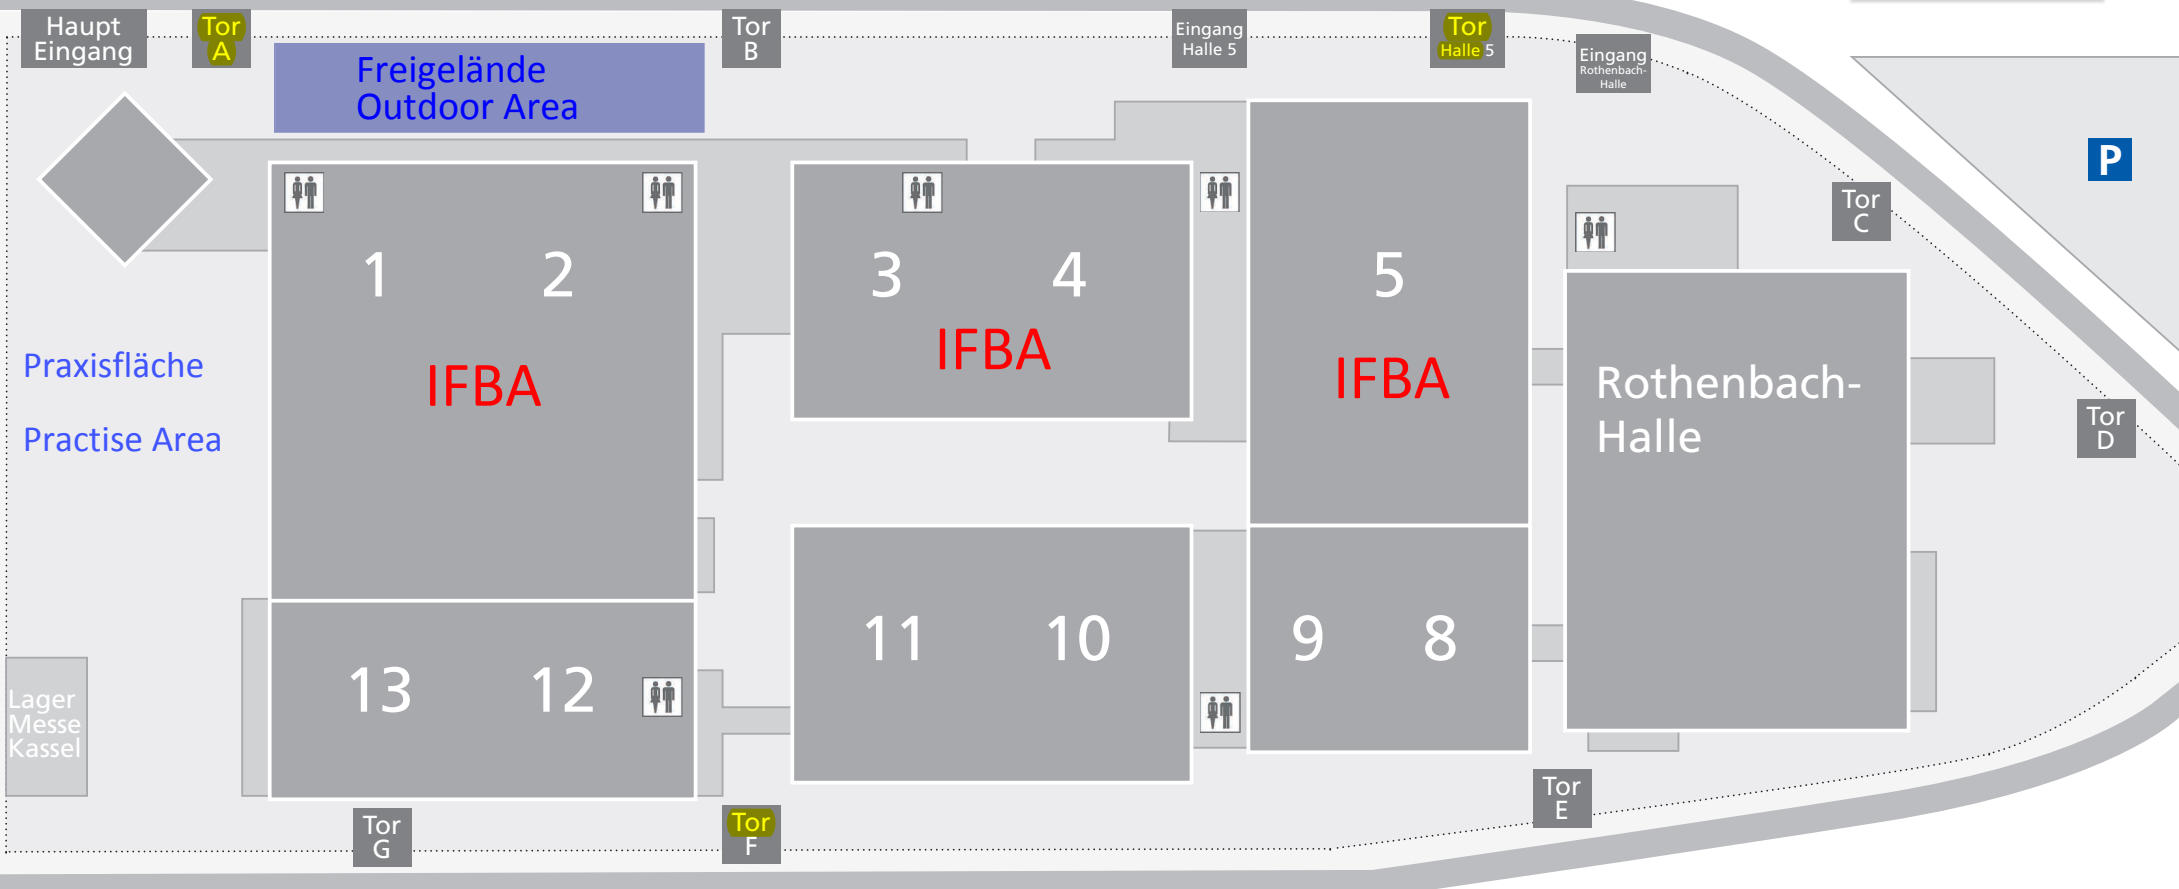 Haupt
Eingang
Tor
A
Tor
B
Eingang
Halle 5
Tor
Halle 5
Eingang
Rothenbach-
Halle
Freigelände
Outdoor Area
P
Tor
C
1
2
3
4
5
IFBA
IFBA
IFBA
Praxisfläche
Practise Area
Rothenbach-
Halle
Tor
D
11
10
9
8
13
12
Lager
Messe
Kassel
Tor
G
Tor
F
Tor
E